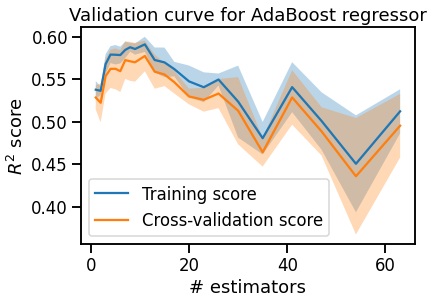 Validation curve for AdaBoost regressor
0.60
0.55
0.50
0.45
0.40
R² score
Training score
Cross-validation score
0 20 40 60
# estimators